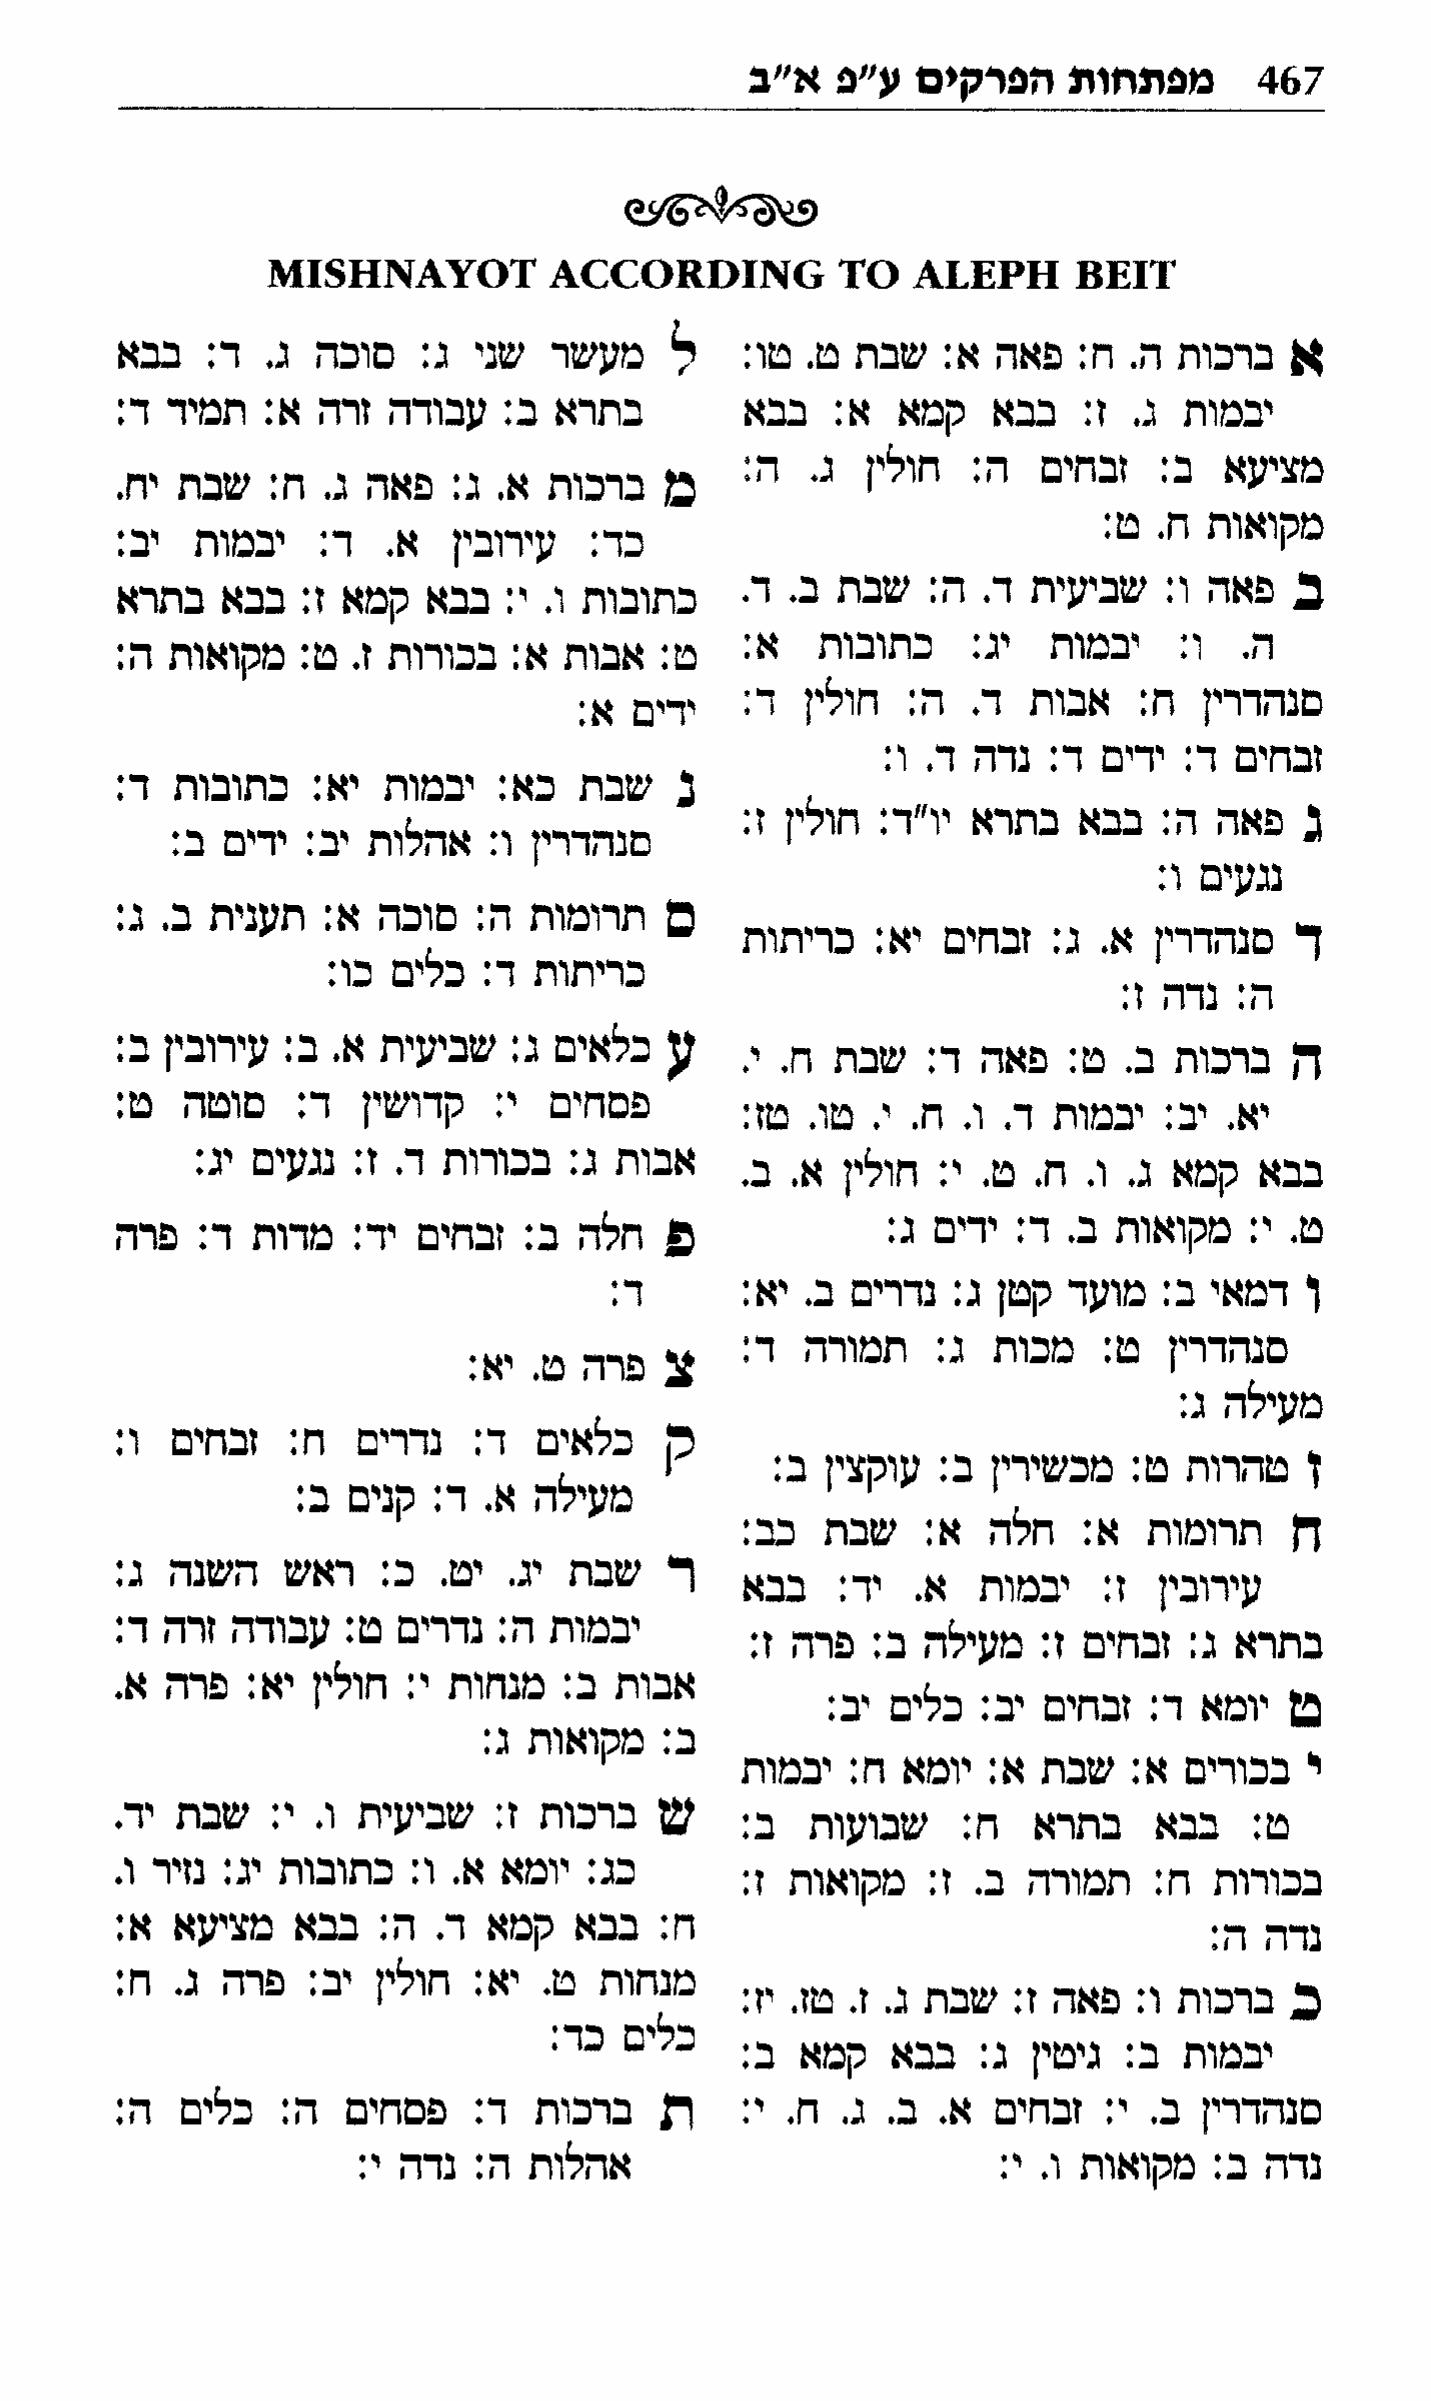 467 מפתחות הפרקים ע"פ א"ב
MISHNAYOT ACCORDING TO ALEPH BEIT
א ברכות ה. ח: פאה א: שבת ט. טו:
יבמות ג. ז: בבא קמא א: בבא
מציעא ב: זבחים ה: חולין ג. ה:
מקואות ח. ט:
ב פאה ו: שביעית ד. ה: שבת ב. ד.
ה. ו: יבמות יג: כתובות א:
סנהדרין ח: אבות ד. ה: חולין ד:
זבחים ד: ידים ד: נדה ד. ו:
ג פאה ה: בבא בתרא יו"ד: חולין ז:
נגעים ו:
ד סנהדרין א. ג: זבחים יא: כריתות
ה: נדה ז:
ה ברכות ב. ט: פאה ד: שבת ח. י.
יא. יב: יבמות ד. ו. ח. י. טו. טז:
בבא קמא ג. ו. ח. ט. י: חולין א. ב.
ט. י: מקואות ב. ד: ידים ג:
ו דמאי ב: מועד קטן ג: נדרים ב. יא:
סנהדרין ט: מכות ג: תמורה ד:
מעילה ג:
ז טהרות ט: מכשירין ב: עוקצין ב:
ח תרומות א: חלה א: שבת כב:
עירובין ז: יבמות א. יד: בבא
בתרא ג: זבחים ז: מעילה ב: פרה ז:
ט יומא ד: זבחים יב: כלים יב:
י בכורים א: שבת א: יומא ח: יבמות
ט: בבא בתרא ח: שבועות ב:
בכורות ח: תמורה ב. ז: מקואות ז:
נדה ה:
כ ברכות ו: פאה ז: שבת ג. ז. טז. יז:
יבמות ב: גיטין ג: בבא קמא ב:
סנהדרין ב. י: זבחים א. ב. ג. ח. י:
נדה ב: מקואות ו. י:
ל מעשר שני ג: סוכה ג. ד: בבא
בתרא ב: עבודה זרה א: תמיד ד:
מ ברכות א. ג: פאה ג. ח: שבת יח.
כד: עירובין א. ד: יבמות יב:
כתובות ו. י: בבא קמא ז: בבא בתרא
ט: אבות א: בכורות ז. ט: מקואות ה:
ידים א:
נ שבת כא: יבמות יא: כתובות ד:
סנהדרין ו: אהלות יב: ידים ב:
ס תרומות ה: סוכה א: תענית ב. ג:
כריתות ד: כלים כו:
ע כלאים ג: שביעית א. ב: עירובין ב:
פסחים י: קדושין ד: סוטה ט:
אבות ג: בכורות ד. ז: נגעים יג:
פ חלה ב: זבחים יד: מדות ד: פרה
ד:
צ פרה ט. יא:
ק כלאים ד: נדרים ח: זבחים ו:
מעילה א. ד: קנים ב:
ר שבת יג. יט. כ: ראש השנה ג:
יבמות ה: נדרים ט: עבודה זרה ד:
אבות ב: מנחות י: חולין יא: פרה א.
ב: מקואות ג:
ש ברכות ז: שביעית ו. י: שבת יד.
כג: יומא א. ו: כתובות יג: נזיר ו.
ח: בבא קמא ד. ה: בבא מציעא א:
מנחות ט. יא: חולין יב: פרה ג. ח:
כלים כד:
ת ברכות ד: פסחים ה: כלים ה:
אהלות ה: נדה י: